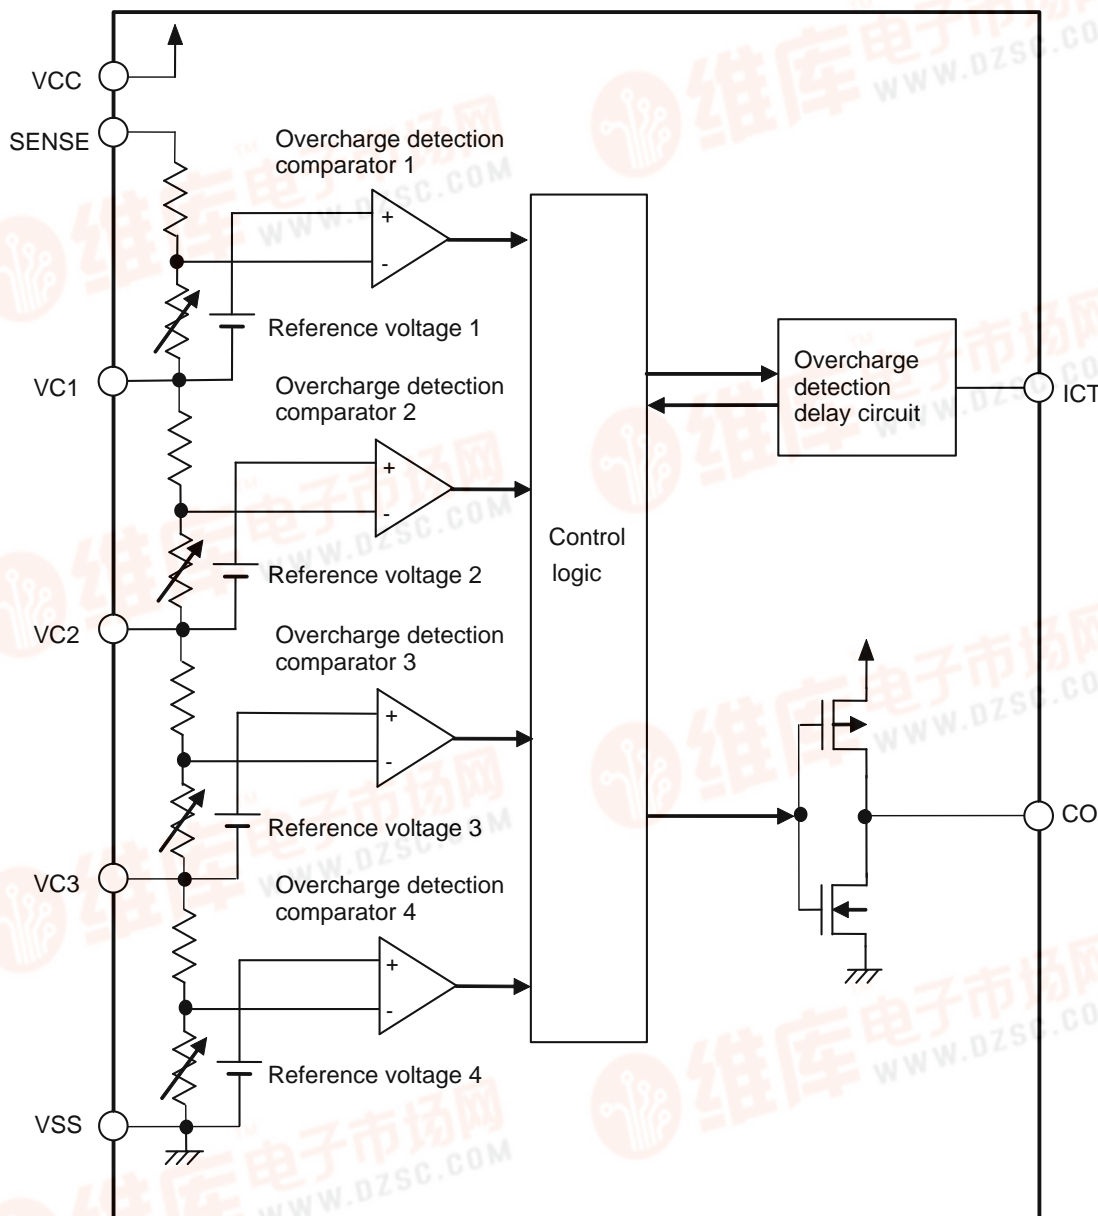 VCC
SENSE
Overcharge detection
comparator 1
+
-
Reference voltage 1
VC1
Overcharge detection
comparator 2
+
-
Reference voltage 2
VC2
Overcharge detection
comparator 3
+
-
Reference voltage 3
VC3
Overcharge detection
comparator 4
+
-
Reference voltage 4
VSS
Control
logic
Overcharge
detection
delay circuit
ICT
CO
维库电子市场网
WWW.DZSC.COM
TM